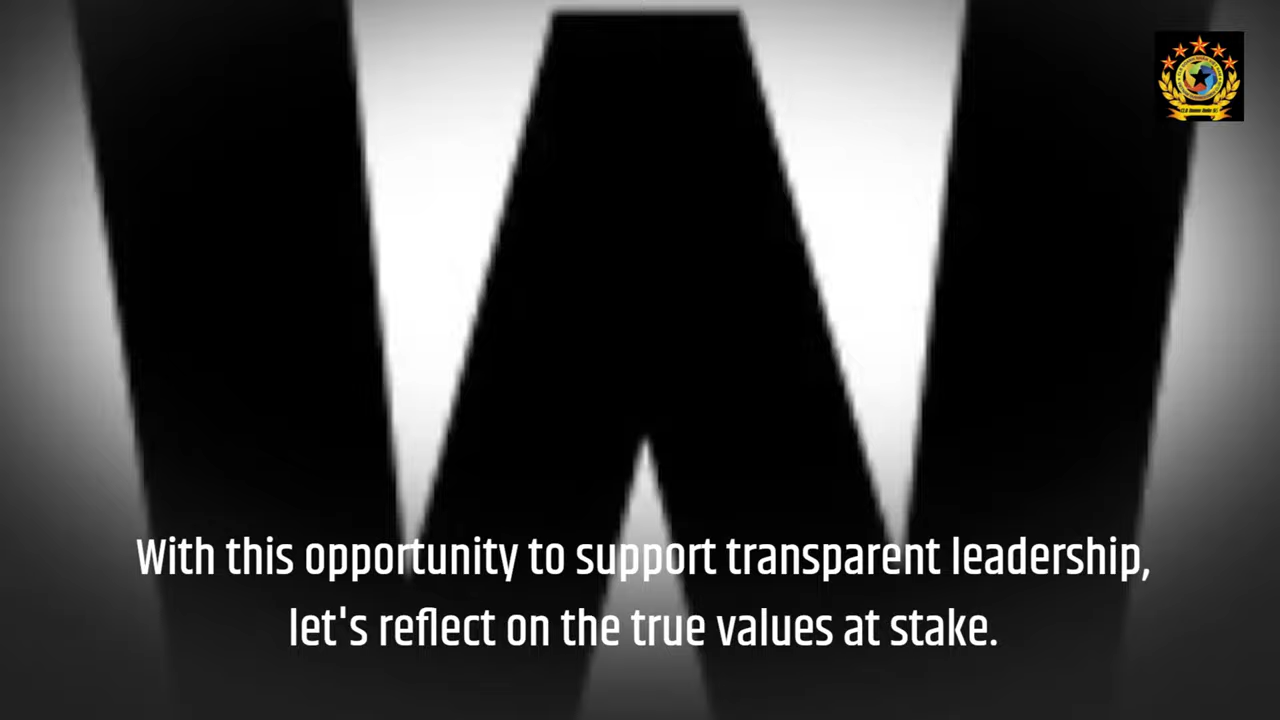 W
With this opportunity to support transparent leadership,
let's reflect on the true values at stake.